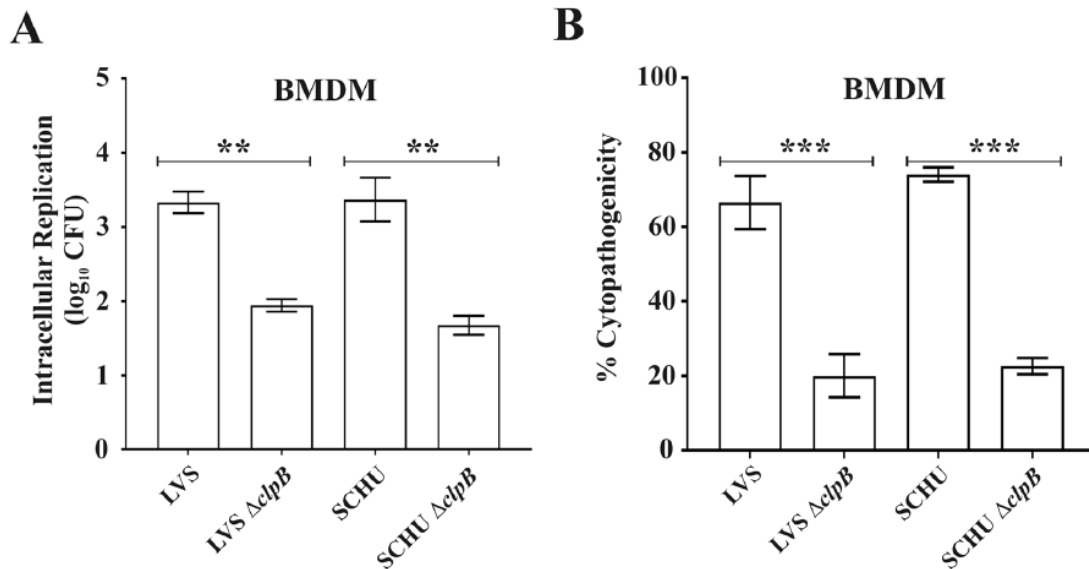 A
BMDM
Intracellular Replication
(log₁₀ CFU)
5
4
3
2
1
0
**
**
LVS
LVS ΔclpB
SCHU
SCHU ΔclpB
B
BMDM
% Cytopathogenicity
100
80
60
40
20
0
***
***
LVS
LVS ΔclpB
SCHU
SCHU ΔclpB